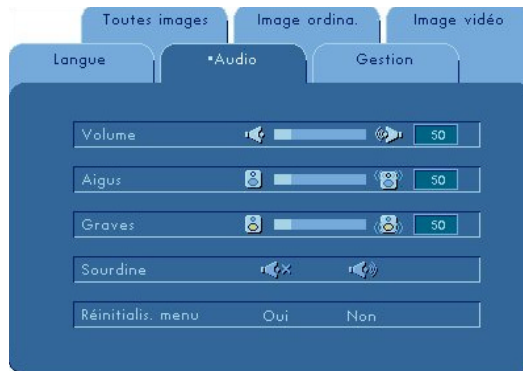 Toutes images Image ordina. Image vidéo
Langue ▪Audio Gestion
Volume 50
Aigus 50
Graves 50
Sourdine
Réinitialis. menu Oui Non